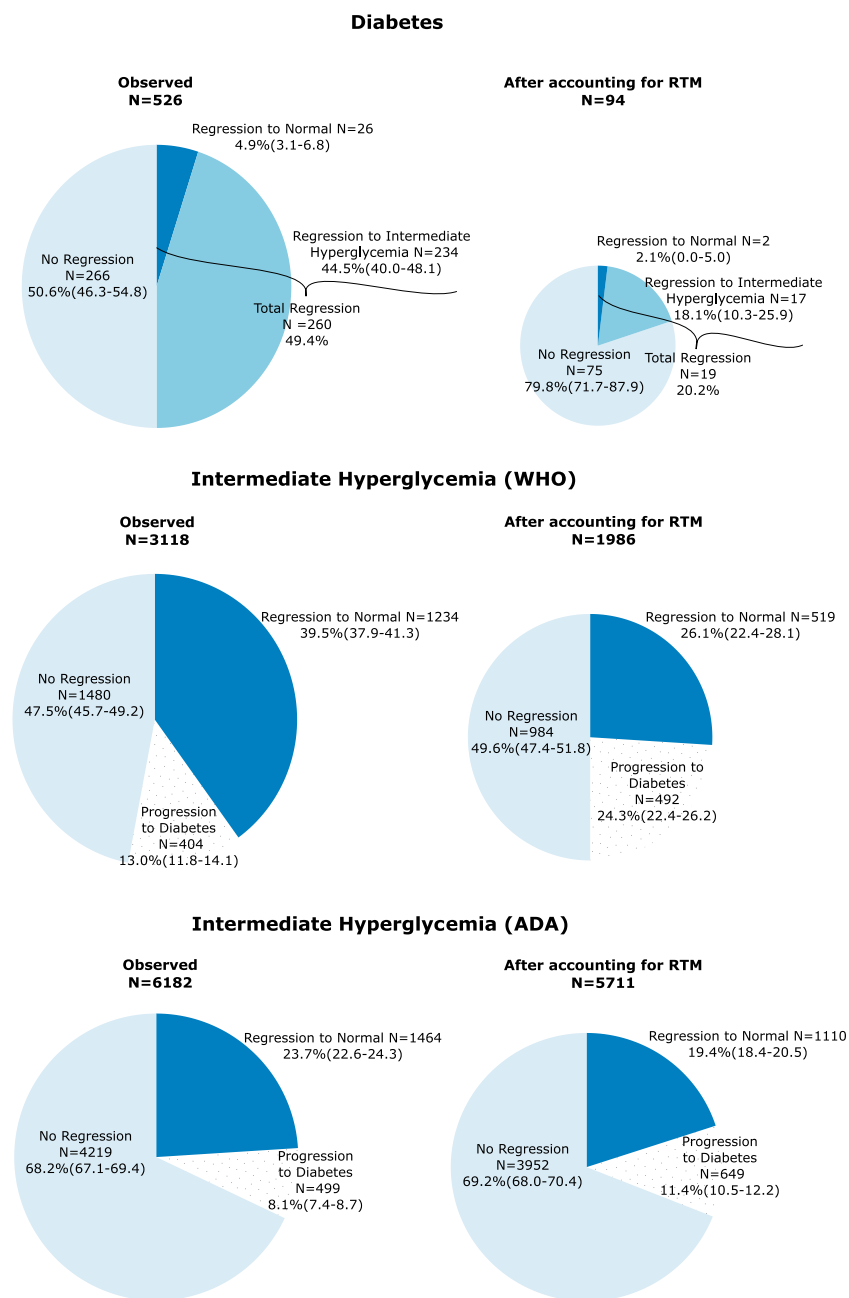 Diabetes
Observed
N=526
Regression to Normal N=26
4.9%(3.1-6.8)
Regression to Intermediate
Hyperglycemia N=234
44.5%(40.0-48.1)
No Regression
N=266
50.6%(46.3-54.8)
Total Regression
N =260
49.4%
After accounting for RTM
N=94
Regression to Normal N=2
2.1%(0.0-5.0)
Regression to Intermediate
Hyperglycemia N=17
18.1%(10.3-25.9)
No Regression
N=75
79.8%(71.7-87.9)
Total Regression
N=19
20.2%
Intermediate Hyperglycemia (WHO)
Observed
N=3118
Regression to Normal N=1234
39.5%(37.9-41.3)
No Regression
N=1480
47.5%(45.7-49.2)
Progression
to Diabetes
N=404
13.0%(11.8-14.1)
After accounting for RTM
N=1986
Regression to Normal N=519
26.1%(22.4-28.1)
No Regression
N=984
49.6%(47.4-51.8)
Progression to
Diabetes
N=492
24.3%(22.4-26.2)
Intermediate Hyperglycemia (ADA)
Observed
N=6182
Regression to Normal N=1464
23.7%(22.6-24.3)
No Regression
N=4219
68.2%(67.1-69.4)
Progression
to Diabetes
N=499
8.1%(7.4-8.7)
After accounting for RTM
N=5711
Regression to Normal N=1110
19.4%(18.4-20.5)
No Regression
N=3952
69.2%(68.0-70.4)
Progression
to Diabetes
N=649
11.4%(10.5-12.2)